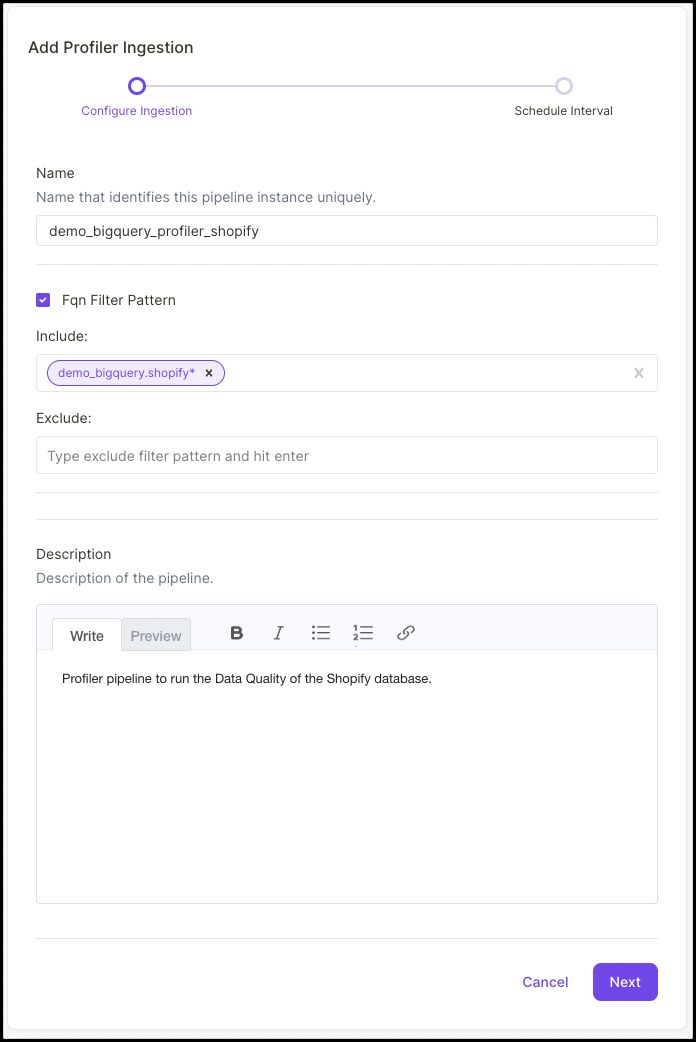 Add Profiler Ingestion
Configure Ingestion
Schedule Interval
Name
Name that identifies this pipeline instance uniquely.
demo_bigquery_profiler_shopify
Fqn Filter Pattern
Include:
demo_bigquery.shopify*
Exclude:
Type exclude filter pattern and hit enter
Description
Description of the pipeline.
Write Preview B I
Profiler pipeline to run the Data Quality of the Shopify database.
Cancel Next